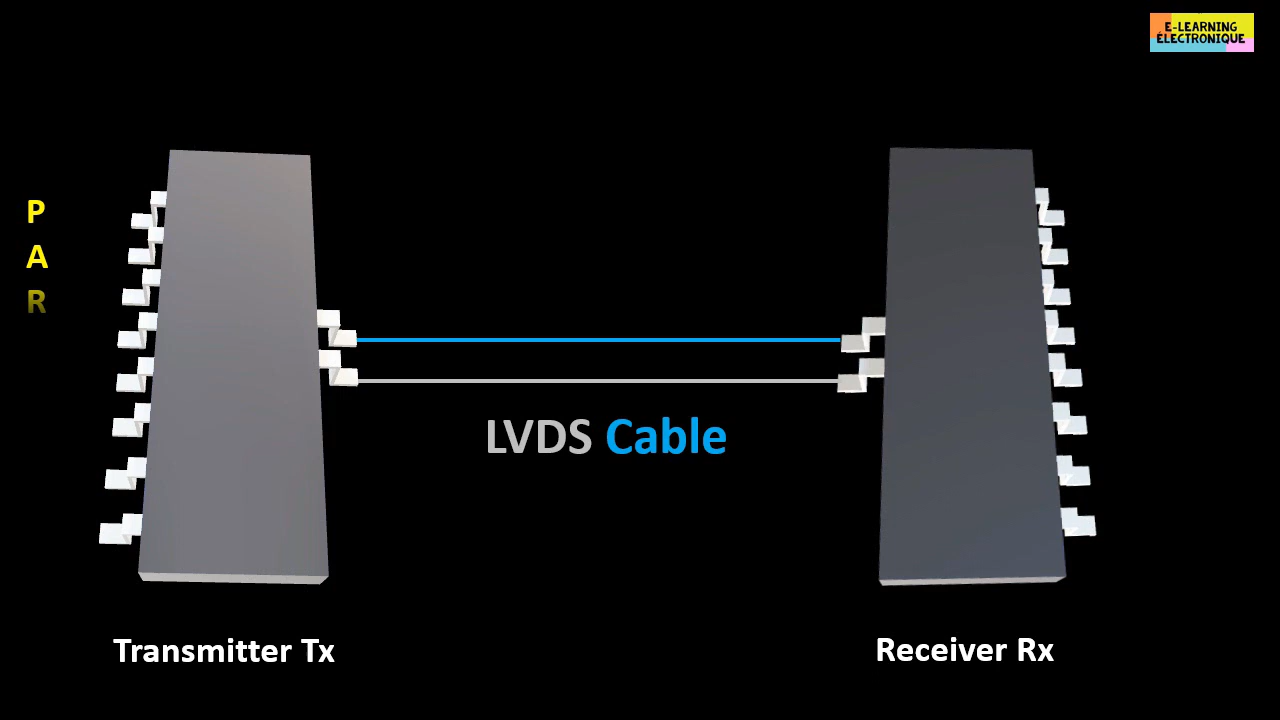 E-LEARNING
ÉLECTRONIQUE
P
A
R
LVDS Cable
Transmitter Tx
Receiver Rx